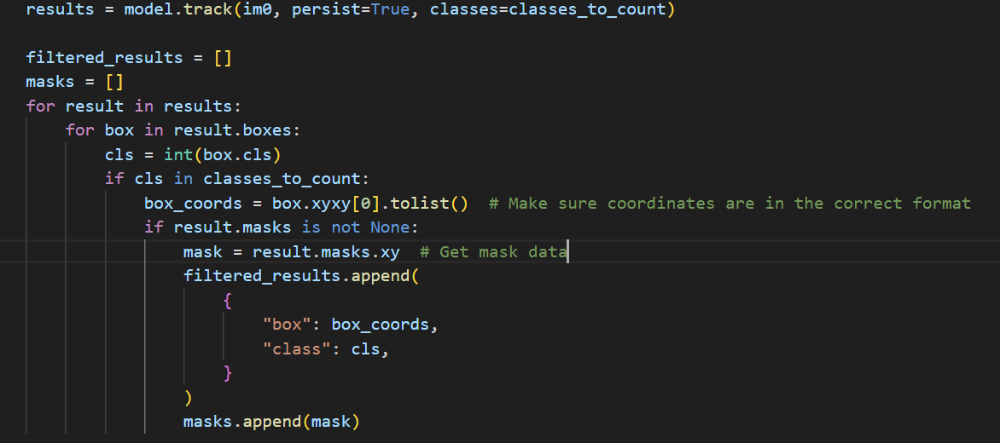 results = model.track(im0, persist=True, classes=classes_to_count)
filtered_results = []
masks = []
for result in results:
for box in result.boxes:
cls = int(box.cls)
if cls in classes_to_count:
box_coords = box.xyxy[0].tolist()  # Make sure coordinates are in the correct format
if result.masks is not None:
mask = result.masks.xy  # Get mask data
filtered_results.append(
{
"box": box_coords,
"class": cls,
}
)
masks.append(mask)